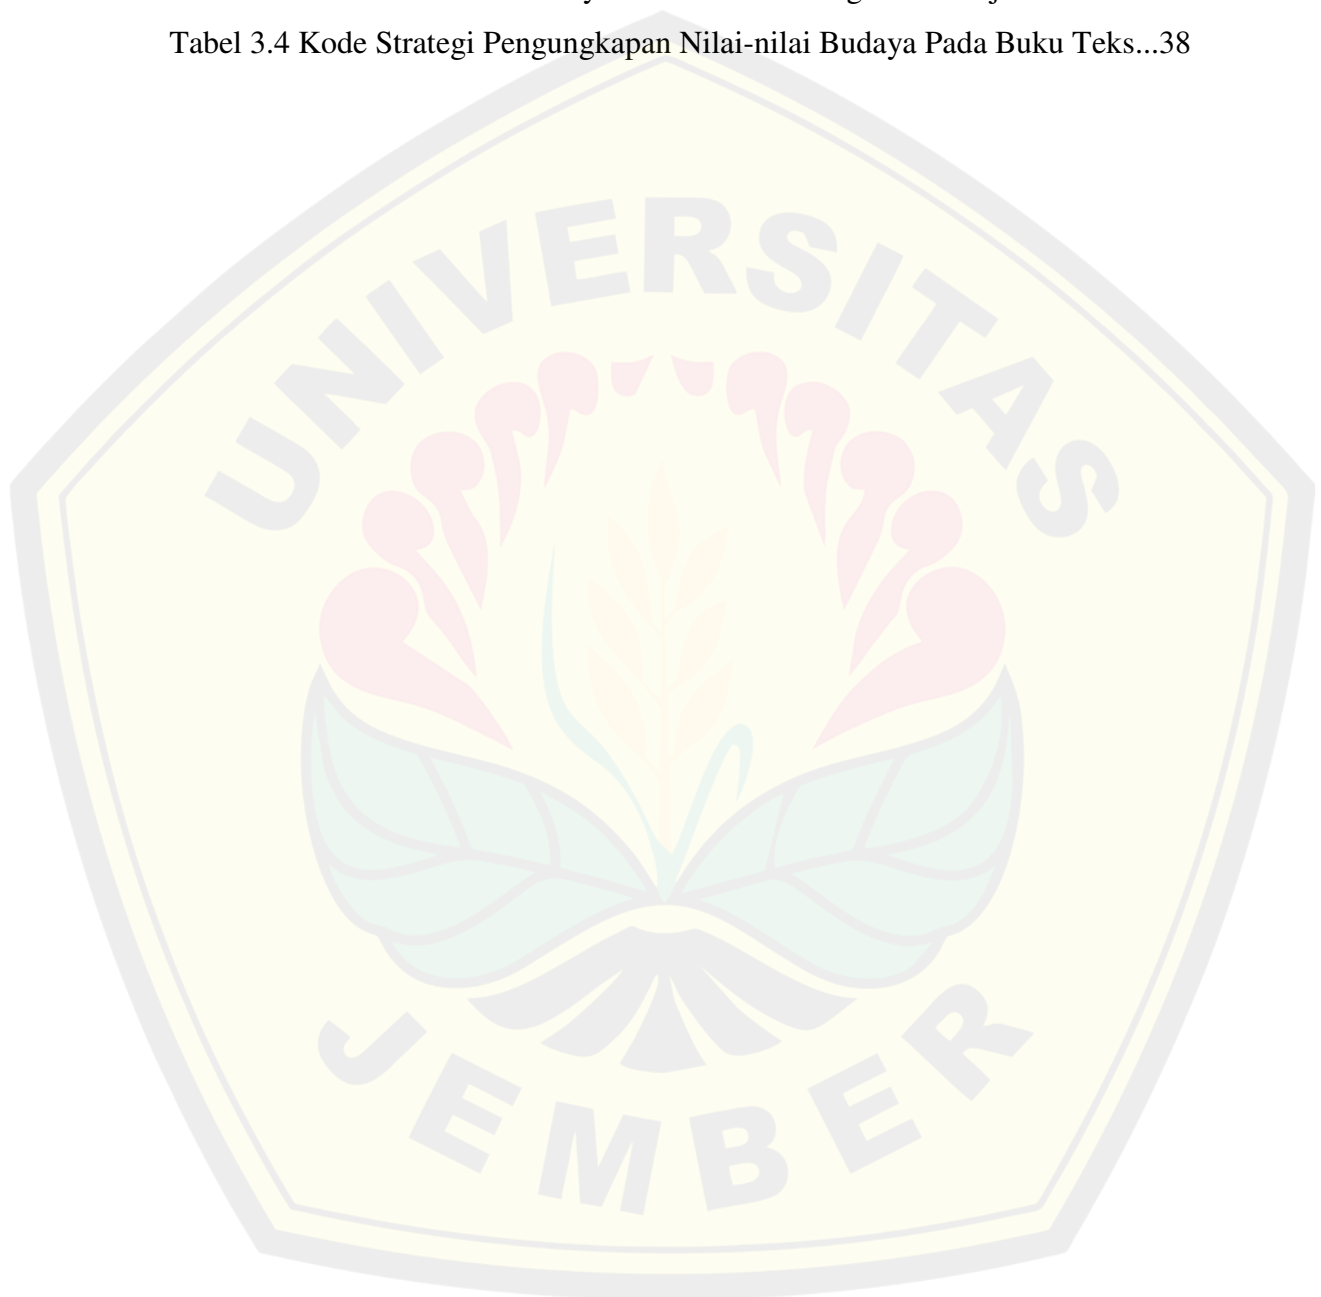 Tabel 3.4 Kode Strategi Pengungkapan Nilai-nilai Budaya Pada Buku Teks...38
UNIVERSITAS
JEMBER